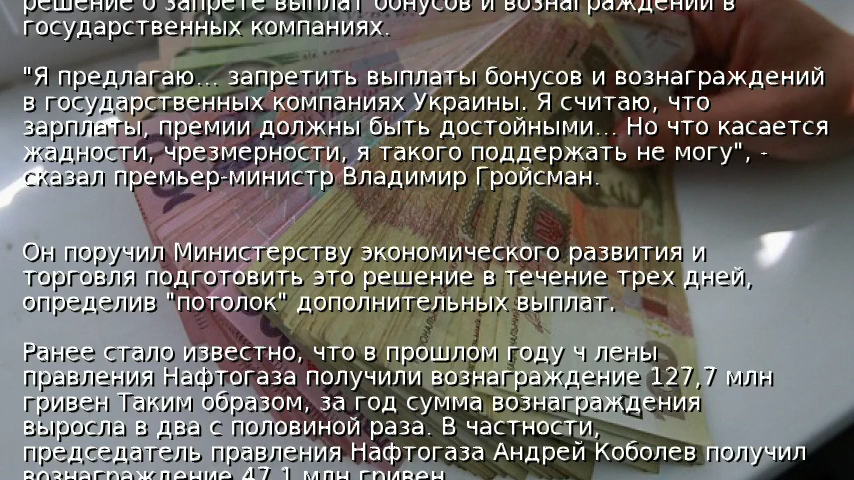 решение о запрете выплат бонусов и вознаграждений в
государственных компаниях.
"Я предлагаю... запретить выплаты бонусов и вознаграждений
в государственных компаниях Украины. Я считаю, что
зарплаты, премии должны быть достойными... Но что касается
жадности, чрезмерности, я такого поддержать не могу", -
сказал премьер-министр Владимир Гройсман.
Он поручил Министерству экономического развития и
торговля подготовить это решение в течение трех дней,
определив "потолок" дополнительных выплат.
Ранее стало известно, что в прошлом году ч лены
правления Нафтогаза получили вознаграждение 127,7 млн
гривен Таким образом, за год сумма вознаграждения
выросла в два с половиной раза. В частности,
председатель правления Нафтогаза Андрей Коболев получил
вознаграждение 47,1 млн гривен